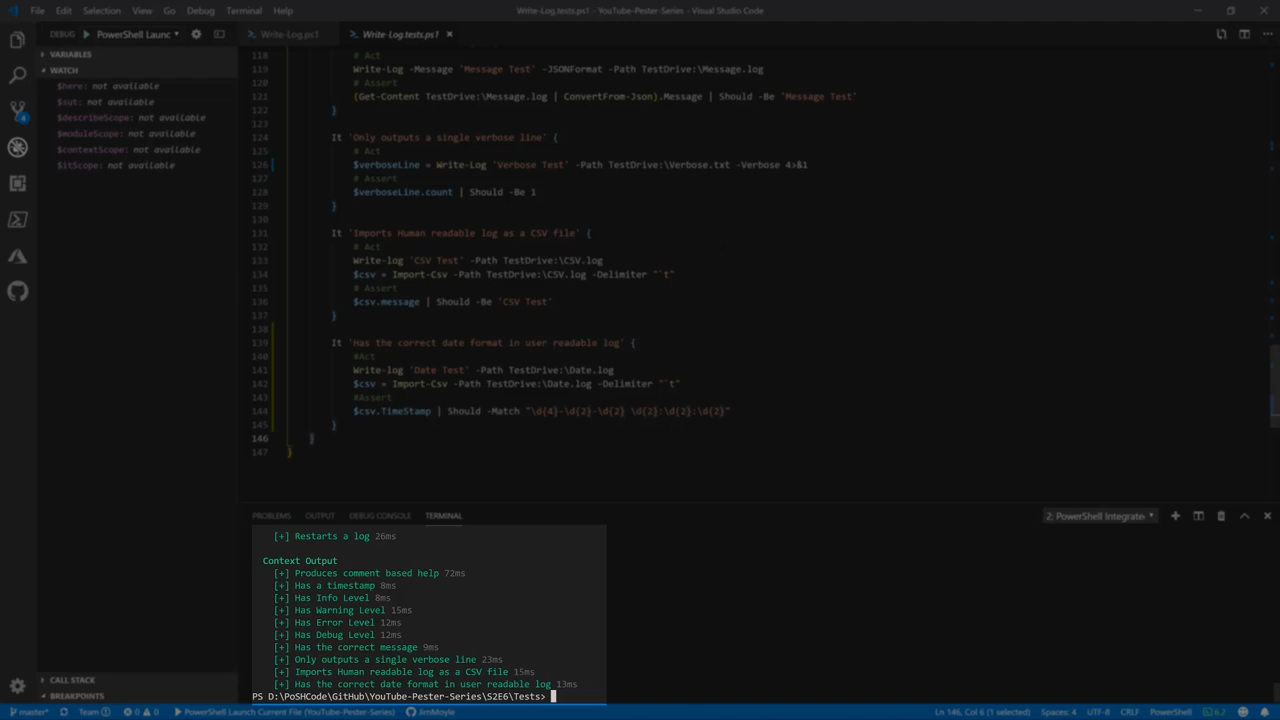 File Edit Selection View Go Debug Terminal Help
Write-Log.tests.ps1 - YouTube-Pester-Series - Visual Studio Code
DEBUG PowerShell Launc
Write-Log.ps1
Write-Log.tests.ps1
VARIABLES
WATCH
$here: not available
$sut: not available
$describeScope: not available
$moduleScope: not available
$contextScope: not available
$itScope: not available
4
118 # Act
119 Write-Log -Message 'Message Test' -JSONFormat -Path TestDrive:\Message.log
120 # Assert
121 (Get-Content TestDrive:\Message.log | ConvertFrom-Json).Message | Should -Be 'Message Test'
122 }
123
124 It 'Only outputs a single verbose line' {
125 # Act
126 $verboseLine = Write-Log 'Verbose Test' -Path TestDrive:\Verbose.txt -Verbose 4>&1
127 # Assert
128 $verboseLine.count | Should -Be 1
129 }
130
131 It 'Imports Human readable log as a CSV file' {
132 # Act
133 Write-log 'CSV Test' -Path TestDrive:\CSV.log
134 $csv = Import-Csv -Path TestDrive:\CSV.log -Delimiter "`t"
135 # Assert
136 $csv.message | Should -Be 'CSV Test'
137 }
138
139 It 'Has the correct date format in user readable log' {
140 #Act
141 Write-log 'Date Test' -Path TestDrive:\Date.log
142 $csv = Import-Csv -Path TestDrive:\Date.log -Delimiter "`t"
143 #Assert
144 $csv.TimeStamp | Should -Match "\d{4}-\d{2}-\d{2} \d{2}:\d{2}:\d{2}"
145 }
146 }
147 }
PROBLEMS OUTPUT DEBUG CONSOLE TERMINAL
2: PowerShell Integrate
[+] Restarts a log 26ms
Context Output
[+] Produces comment based help 72ms
[+] Has a timestamp 8ms
[+] Has Info Level 8ms
[+] Has Warning Level 15ms
[+] Has Error Level 12ms
[+] Has Debug Level 12ms
[+] Has the correct message 9ms
[+] Only outputs a single verbose line 23ms
[+] Imports Human readable log as a CSV file 15ms
[+] Has the correct date format in user readable log 13ms
PS D:\PoSHCode\GitHub\YouTube-Pester-Series\S2E6\Tests>
CALL STACK
BREAKPOINTS
master* Team 0 0 PowerShell Launch Current File (YouTube-Pester-Series) JimMoyle
Ln 146, Col 6 (1 selected) Spaces: 4 UTF-8 CRLF PowerShell 6.2